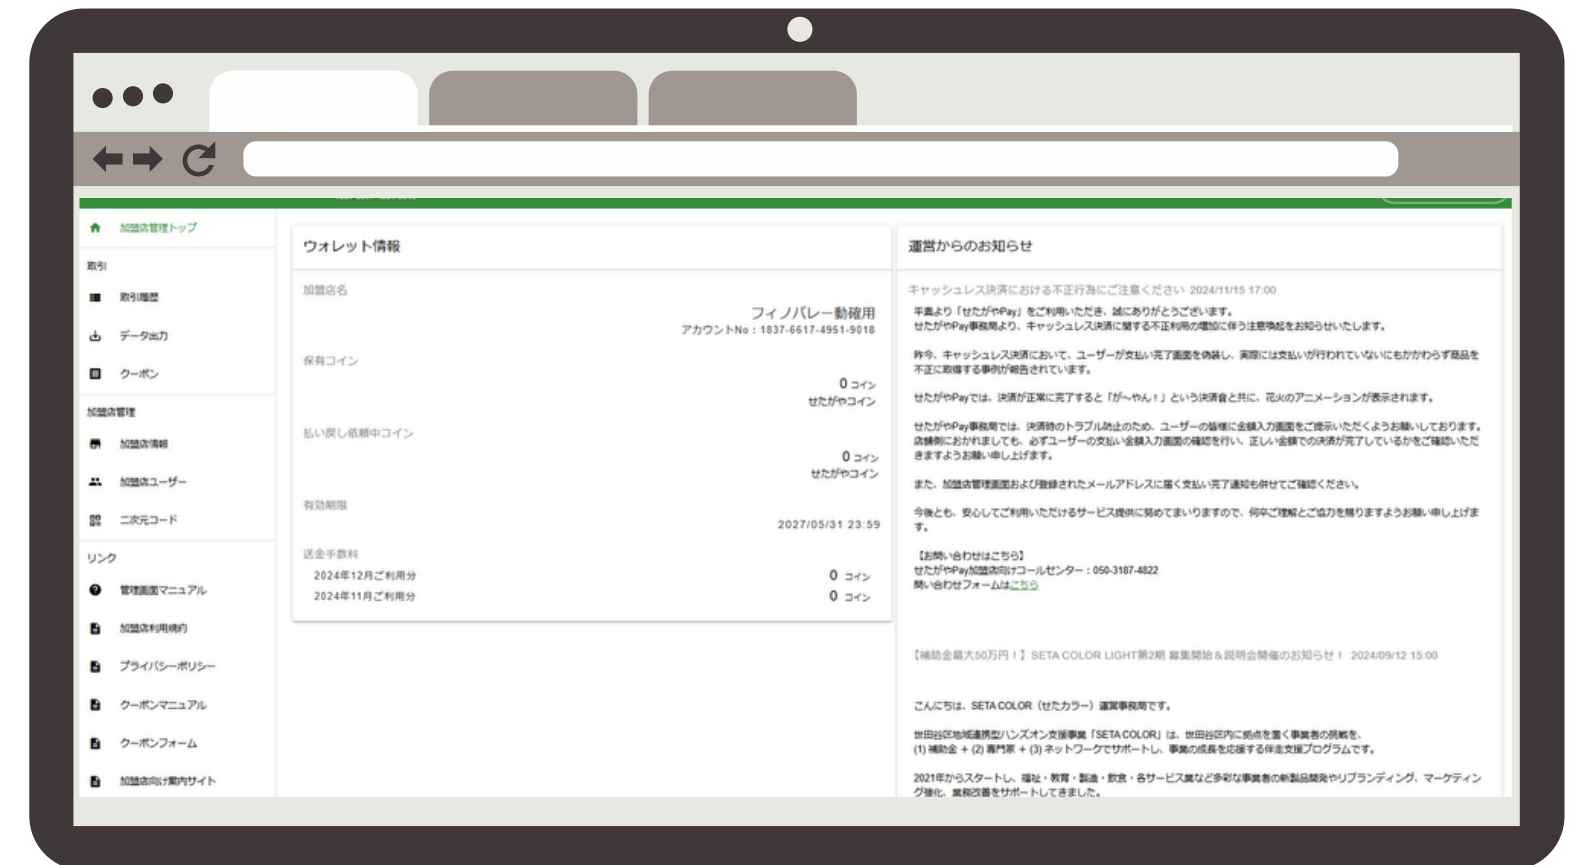 加盟店管理トップ
取引
取引履歴
データ出力
クーポン
加盟店管理
加盟店情報
加盟店ユーザー
二次元コード
リンク
管理画面マニュアル
加盟店利用規約
プライバシーポリシー
クーポンマニュアル
クーポンフォーム
加盟店向け案内サイト
ウォレット情報
加盟店名
フィノバレー動確用
アカウントNo：1837-6617-4951-9018
保有コイン
0 コイン
せたがやコイン
払い戻し依頼中コイン
0 コイン
せたがやコイン
有効期限
2027/05/31 23:59
送金手数料
2024年12月ご利用分 0 コイン
2024年11月ご利用分 0 コイン
運営からのお知らせ
キャッシュレス決済における不正行為にご注意ください 2024/11/15 17:00
平素より「せたがやPay」をご利用いただき、誠にありがとうございます。
せたがやPay事務局より、キャッシュレス決済に関する不正利用の増加に伴う注意喚起をお知らせいたします。
昨今、キャッシュレス決済において、ユーザーが支払い完了画面を偽装し、実際には支払いが行われていないにもかかわらず商品を
不正に取得する事例が報告されています。
せたがやPayでは、決済が正常に完了すると「が～やん！」という決済音と共に、花火のアニメーションが表示されます。
せたがやPay事務局では、決済時のトラブル防止のため、ユーザーの皆様に金額入力画面をご提示いただくようお願いしております。
店舗側におかれましても、必ずユーザーの支払い金額入力画面の確認を行い、正しい金額での決済が完了しているかをご確認いただ
きますようお願い申し上げます。
また、加盟店管理画面および登録されたメールアドレスに届く支払い完了通知も併せてご確認ください。
今後とも、安心してご利用いただけるサービス提供に努めてまいりますので、何卒ご理解とご協力を賜りますようお願い申し上げま
す。
【お問い合わせはこちら】
せたがやPay加盟店向けコールセンター：050-3187-4822
問い合わせフォームはこちら
【補助金最大50万円！】SETA COLOR LIGHT第2期 募集開始＆説明会開催のお知らせ！ 2024/09/12 15:00
こんにちは、SETA COLOR（せたカラー）運営事務局です。
世田谷区地域連携型ハンズオン支援事業「SETA COLOR」は、世田谷区内に拠点を置く事業者の挑戦を、
(1) 補助金 + (2) 専門家 + (3) ネットワークでサポートし、事業の成長を応援する伴走支援プログラムです。
2021年からスタートし、福祉・教育・製造・飲食・各サービス業など多彩な事業者の新製品開発やリブランディング、マーケティン
グ強化、業務改善をサポートしてきました。